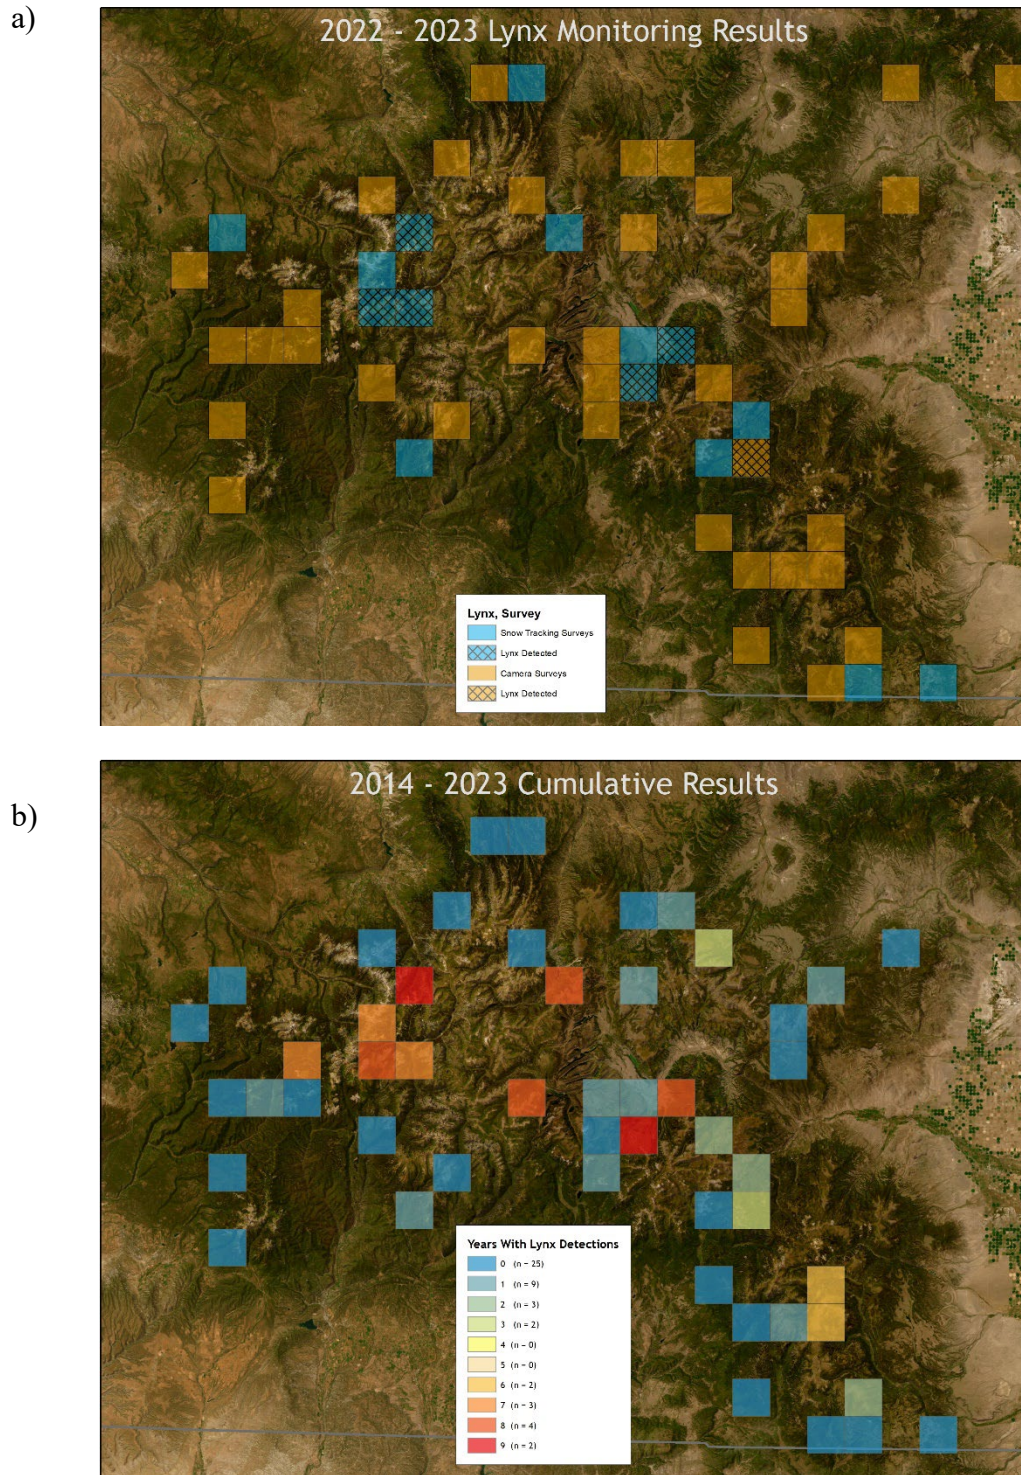 a)
2022 - 2023 Lynx Monitoring Results
Lynx, Survey
Snow Tracking Surveys
Lynx Detected
Camera Surveys
Lynx Detected
b)
2014 - 2023 Cumulative Results
Years With Lynx Detections
0 (n = 25)
1 (n = 9)
2 (n = 3)
3 (n = 2)
4 (n = 0)
5 (n = 0)
6 (n = 2)
7 (n = 3)
8 (n = 4)
9 (n = 2)